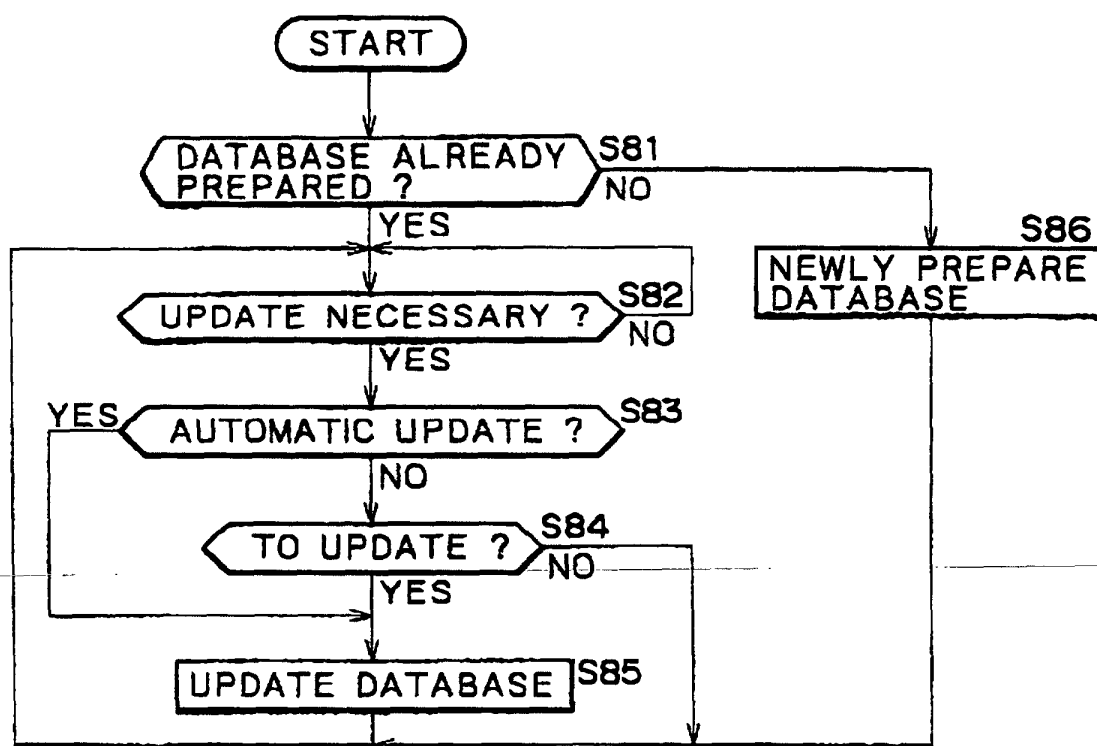 START
DATABASE ALREADY
PREPARED ?
S81
NO
YES
S86
NEWLY PREPARE
DATABASE
UPDATE NECESSARY ?
S82
NO
YES
YES
AUTOMATIC UPDATE ?
S83
NO
TO UPDATE ?
S84
NO
YES
UPDATE DATABASE
S85